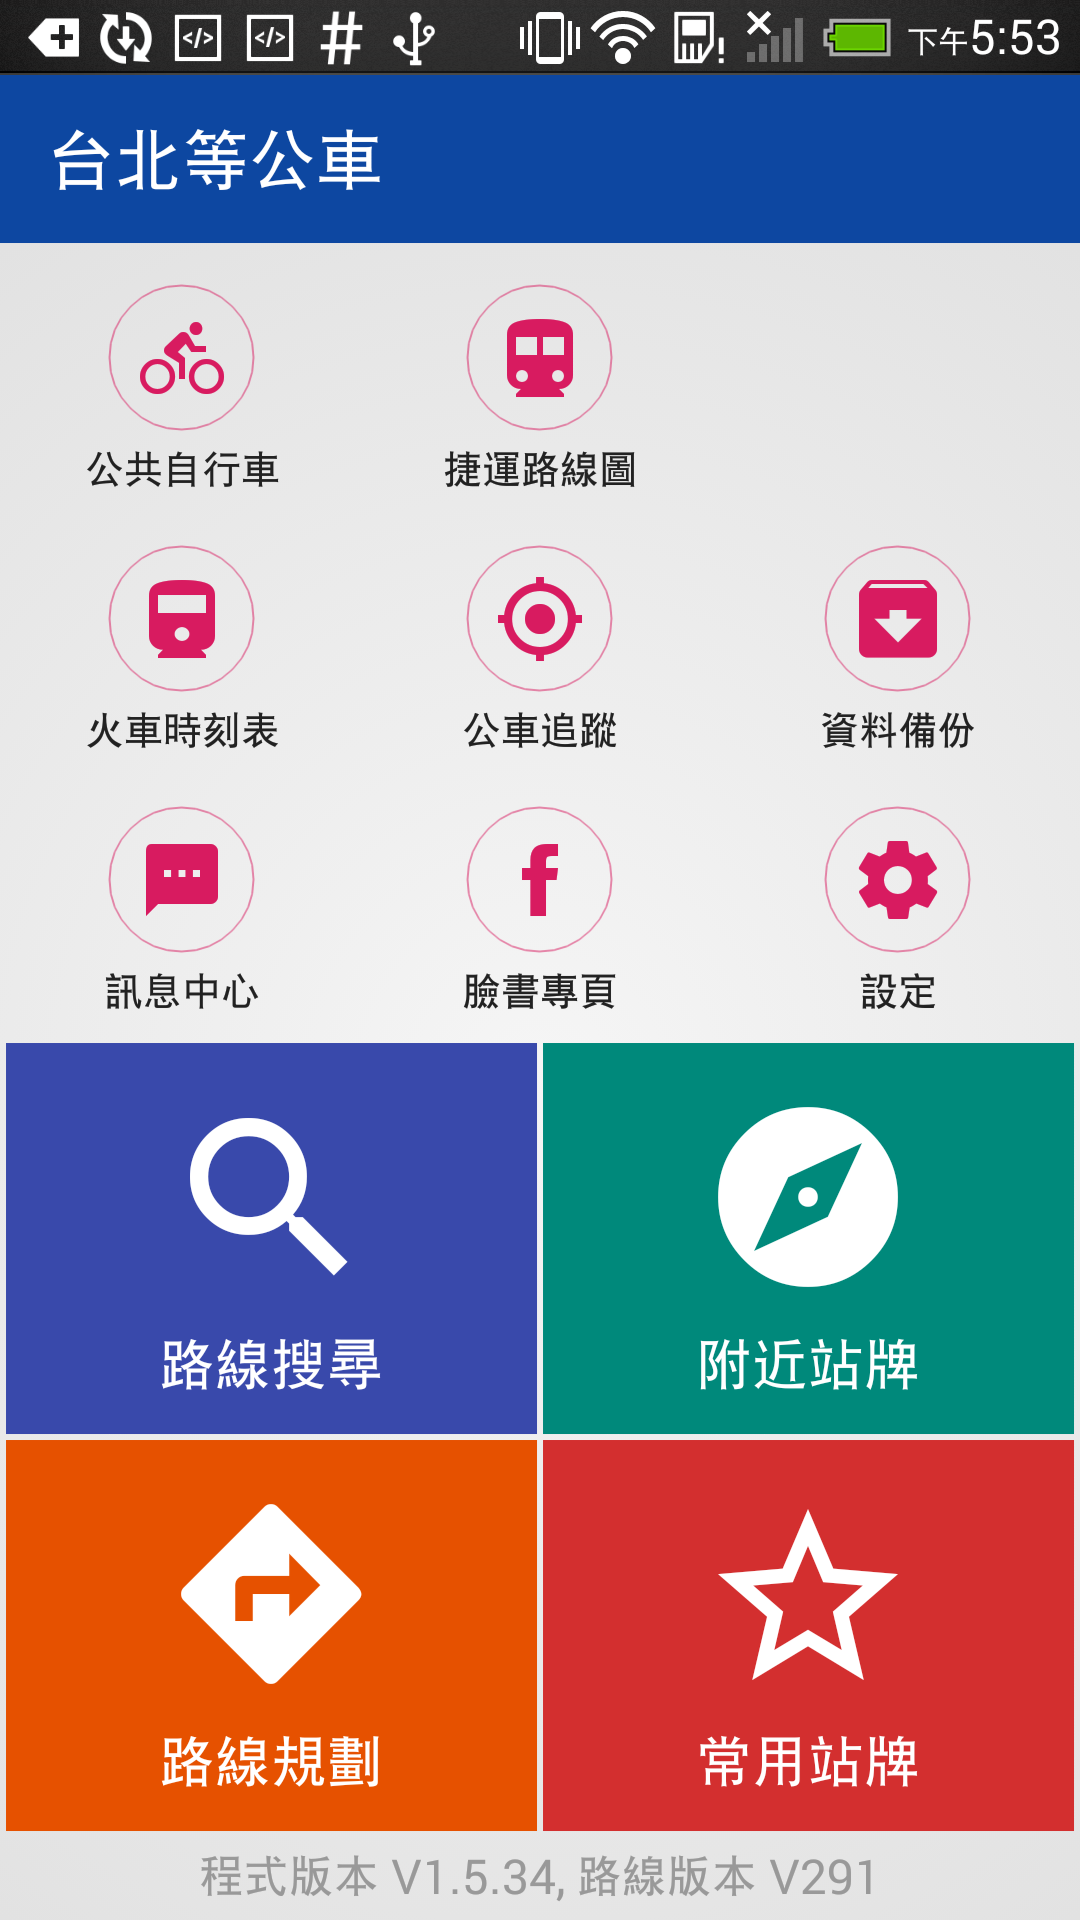 下午5:53
台北等公車
公共自行車 捷運路線圖
火車時刻表 公車追蹤 資料備份
訊息中心 臉書專頁 設定
路線搜尋 附近站牌
路線規劃 常用站牌
程式版本 V1.5.34, 路線版本 V291